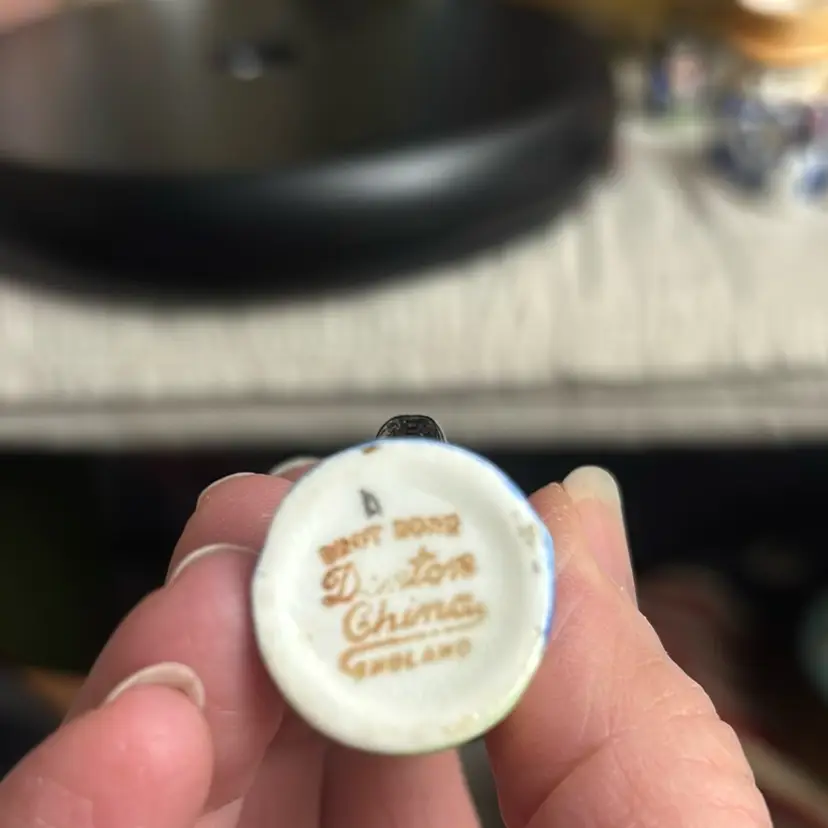 BEST BONE
Denton
China
ENGLAND